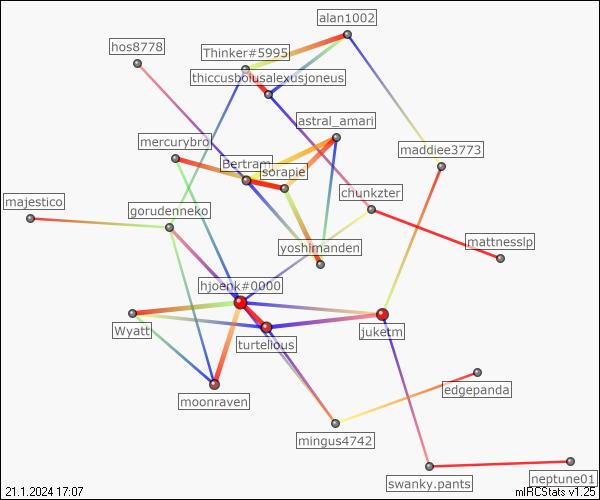 alan1002
hos8778
Thinker#5995
thiccusboiusalexusjoneus
astral_amari
mercurybro
maddiee3773
Bertram
sorapie
chunkzter
majestico
gorudenneko
mattnesslp
yoshimanden
hjoenk#0000
Wyatt
juketm
turtelious
edgepanda
moonraven
mingus4742
swanky.pants
neptune01
21.1.2024 17:07
mIRCStats v1.25